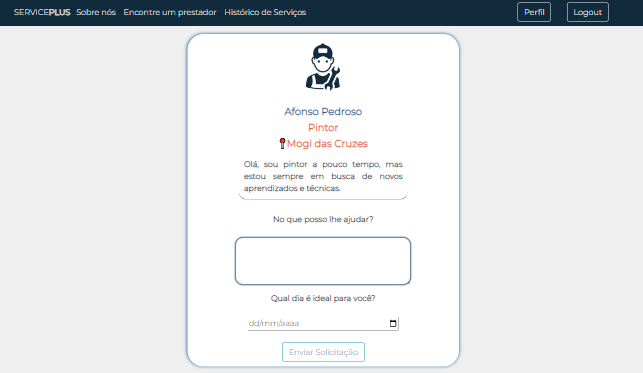 SERVICEPLUS Sobre nós Encontre um prestador Histórico de Serviços Perfil Logout
Afonso Pedroso
Pintor
Mogi das Cruzes
Olá, sou pintor a pouco tempo, mas
estou sempre em busca de novos
aprendizados e técnicas.
No que posso lhe ajudar?
Qual dia é ideal para você?
dd/mm/aaaa
Enviar Solicitação